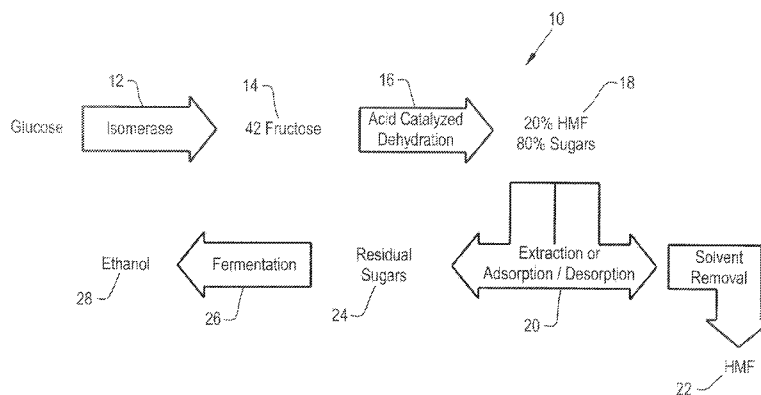 10
12
14
16
18
Glucose
Isomerase
42 Fructose
Acid Catalyzed
Dehydration
20% HMF
80% Sugars
Ethanol
Fermentation
Residual
Sugars
Extraction or
Adsorption / Desorption
Solvent
Removal
28
26
24
20
22
HMF